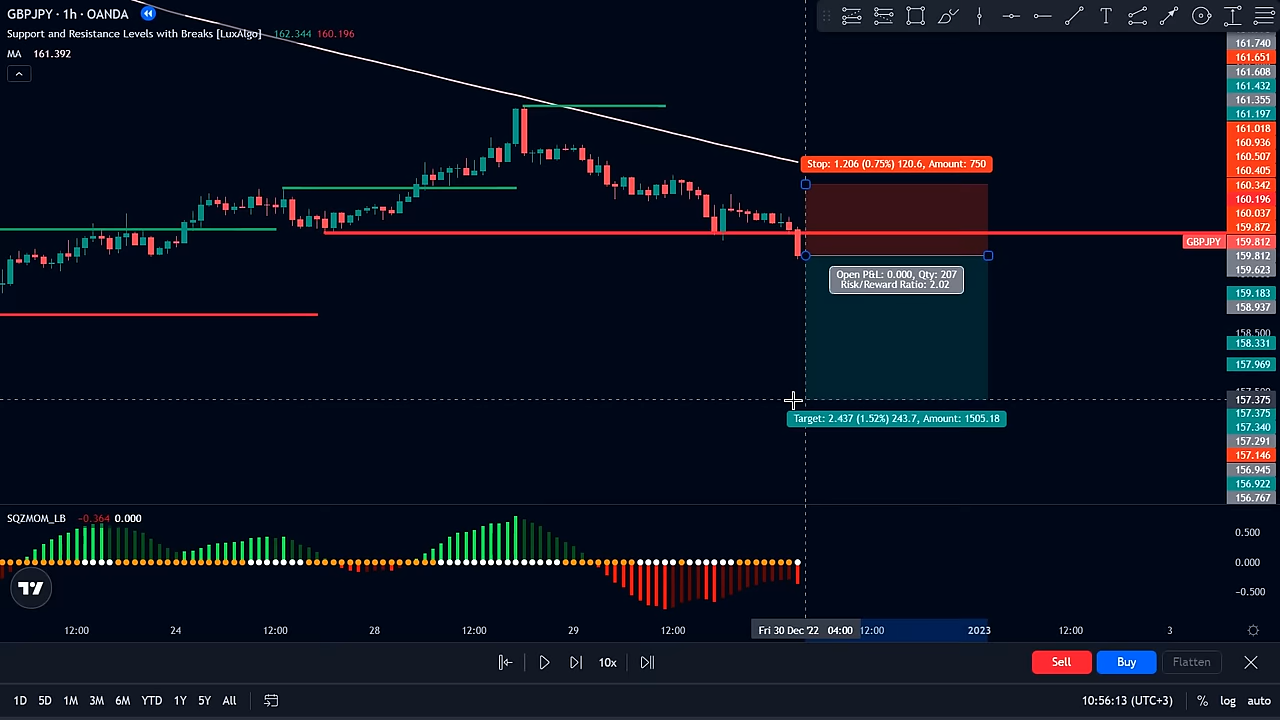 GBPJPY · 1h · OANDA
Support and Resistance Levels with Breaks [LuxAlgo] 162.344 160.196
MA 161.392
161.740
161.651
161.608
161.432
161.355
161.197
161.018
160.936
160.507
160.405
160.342
160.196
160.037
159.872
GBPJPY 159.812
159.812
159.623
159.183
158.937
158.500
158.331
157.969
157.375
157.375
157.340
157.291
157.146
156.945
156.922
156.767
Stop: 1.206 (0.75%) 120.6, Amount: 750
Open P&L: 0.000, Qty: 207
Risk/Reward Ratio: 2.02
Target: 2.437 (1.52%) 243.7, Amount: 1505.18
SQZMOM_LB -0.364 0.000
0.500
0.000
-0.500
12:00 24 12:00 28 12:00 29 12:00 Fri 30 Dec '22 04:00 12:00 2023 12:00 3
10x
Sell Buy Flatten
1D 5D 1M 3M 6M YTD 1Y 5Y All 10:56:13 (UTC+3) % log auto